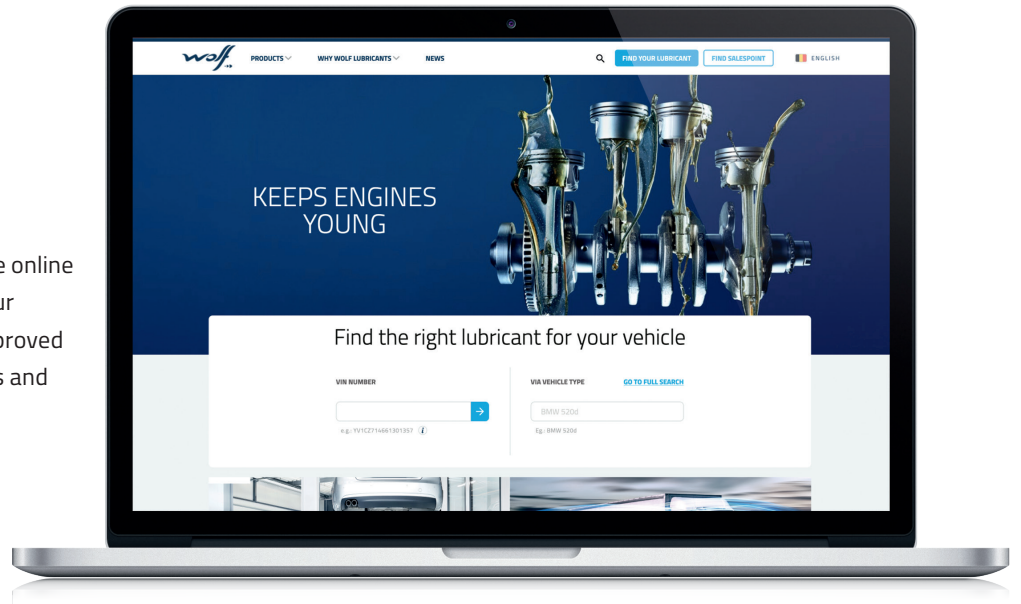 e online
ur
proved
s and
wolf
PRODUCTS
WHY WOLF LUBRICANTS
NEWS
FIND YOUR LUBRICANT
FIND SALESPOINT
ENGLISH
KEEPS ENGINES
YOUNG
Find the right lubricant for your vehicle
VIN NUMBER
e.g.: YV1CZ714661301357 i
VIA VEHICLE TYPE
GO TO FULL SEARCH
BMW 520d
Eg.: BMW 520d